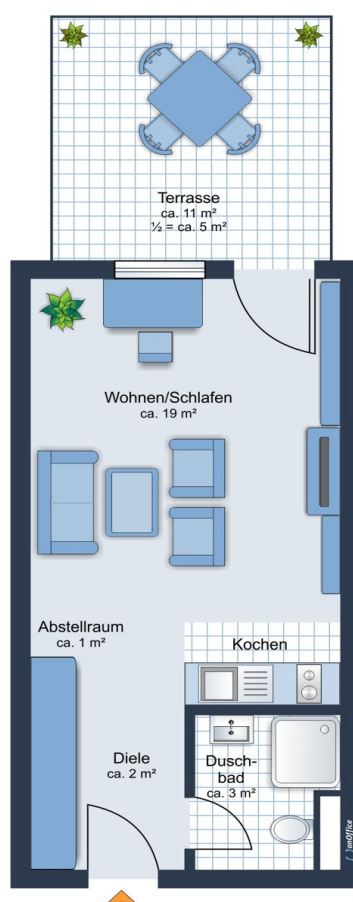 Terrasse
ca. 11 m²
½ = ca. 5 m²
Wohnen/Schlafen
ca. 19 m²
Abstellraum
ca. 1 m²
Kochen
Diele
ca. 2 m²
Dusch-
bad
ca. 3 m²
onOffice